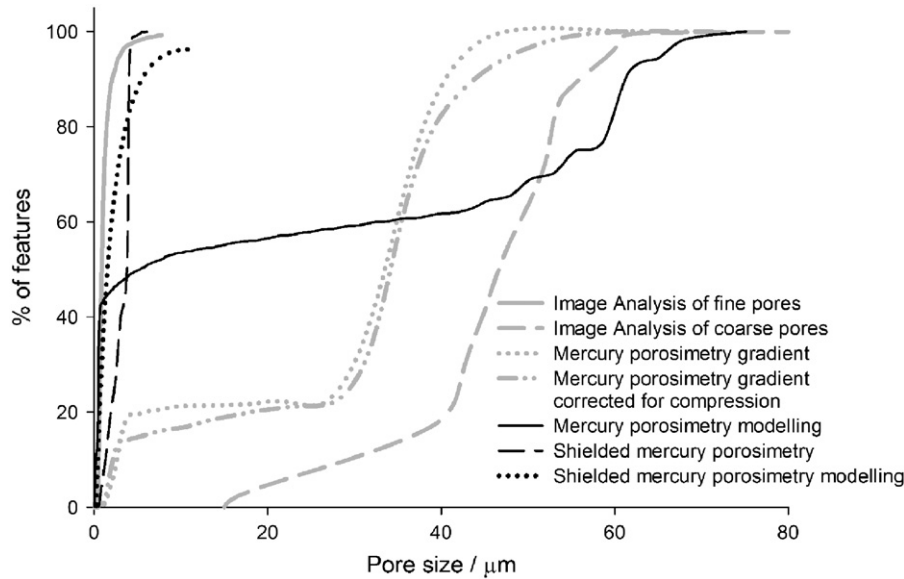 100
80
60
40
20
0
% of features
0 20 40 60 80
Pore size / μm
Image Analysis of fine pores
Image Analysis of coarse pores
Mercury porosimetry gradient
Mercury porosimetry gradient
corrected for compression
Mercury porosimetry modelling
Shielded mercury porosimetry
Shielded mercury porosimetry modelling